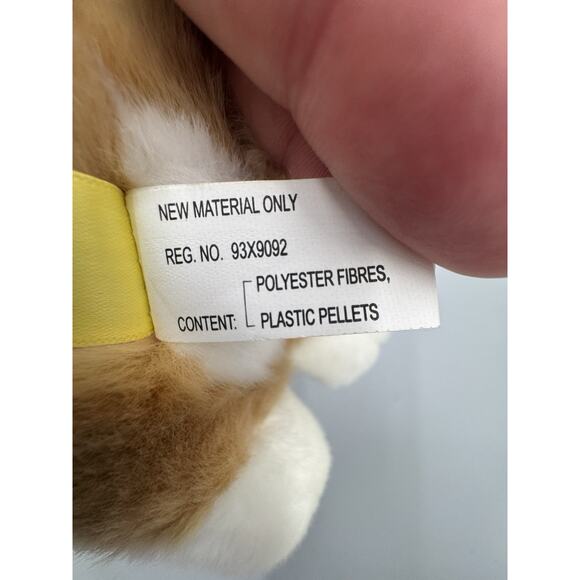 NEW MATERIAL ONLY
REG. NO. 93X9092
CONTENT: POLYESTER FIBRES,
PLASTIC PELLETS